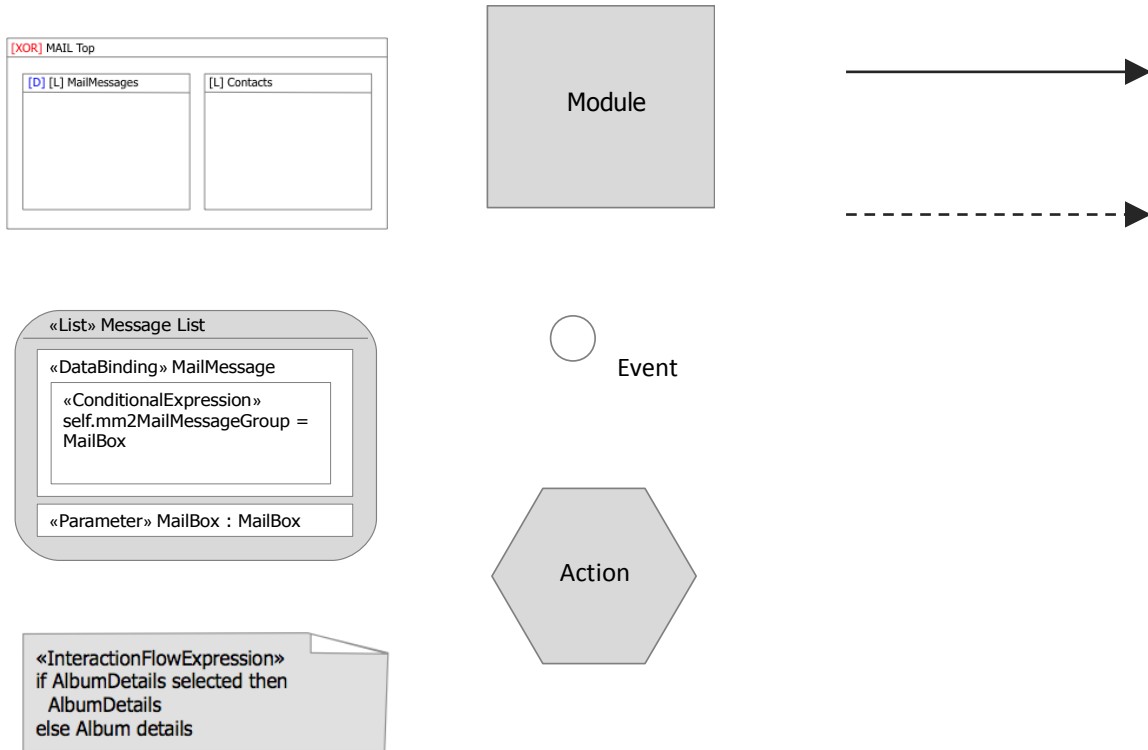 [XOR] MAIL Top
[D] [L] MailMessages
[L] Contacts
Module
«List» Message List
«DataBinding» MailMessage
«ConditionalExpression»
self.mm2MailMessageGroup =
MailBox
«Parameter» MailBox : MailBox
Event
Action
«InteractionFlowExpression»
if AlbumDetails selected then
AlbumDetails
else Album details